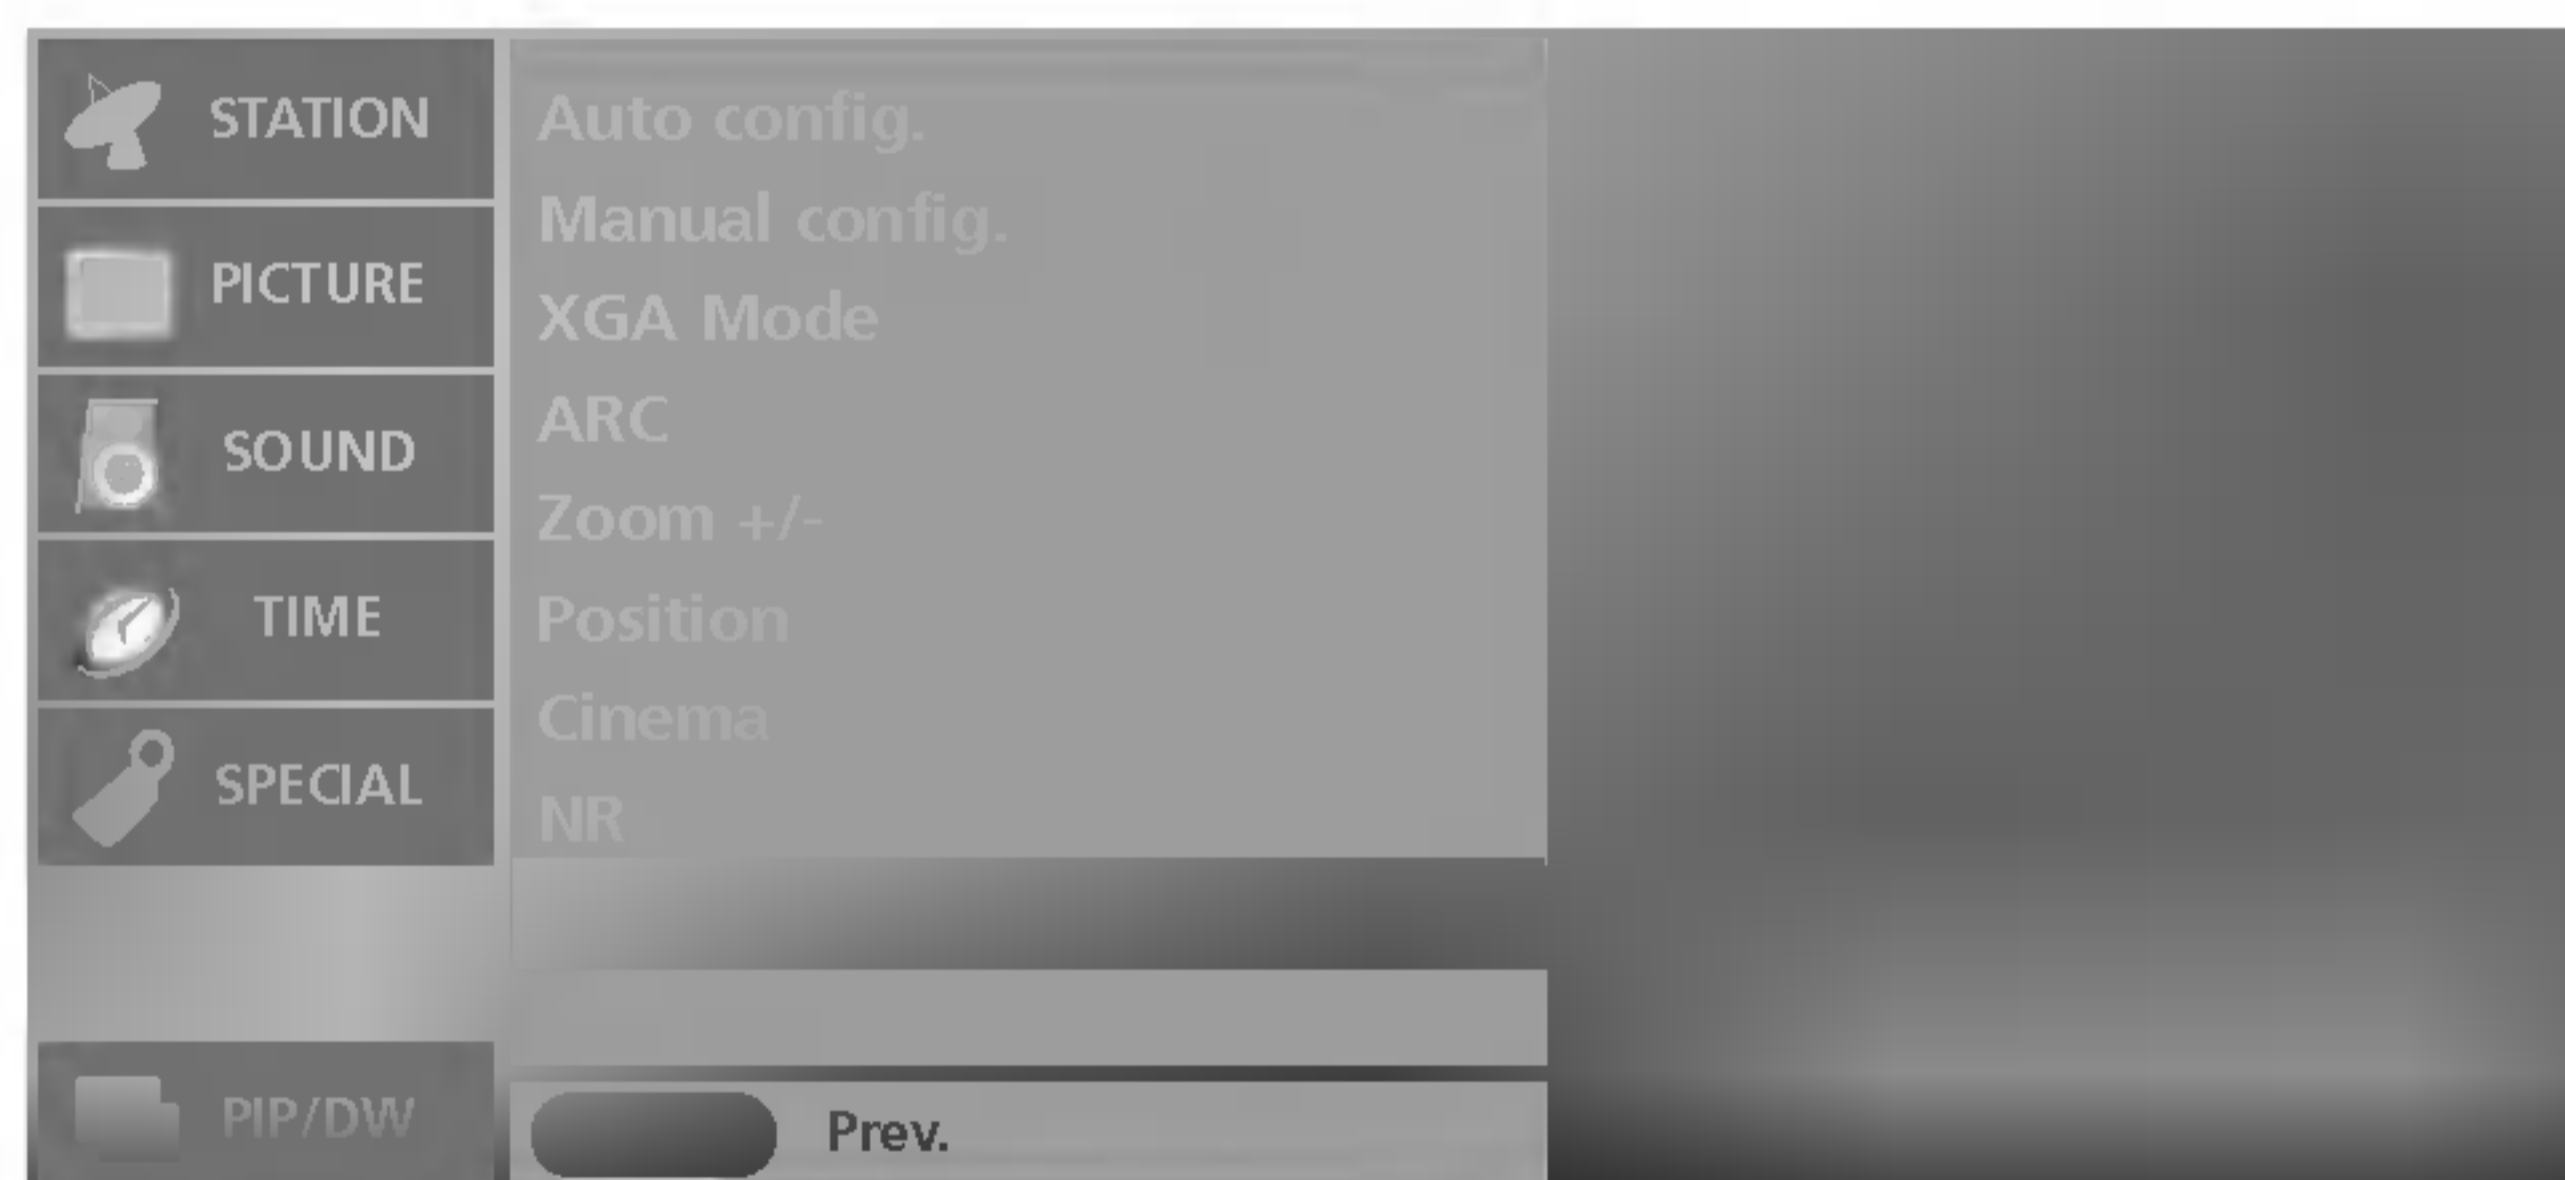 STATION
PICTURE
SOUND
TIME
SPECIAL
PIP/DW
Auto config.
Manual config.
XGA Mode
ARC
Zoom +/-
Position
Cinema
NR
Prev.